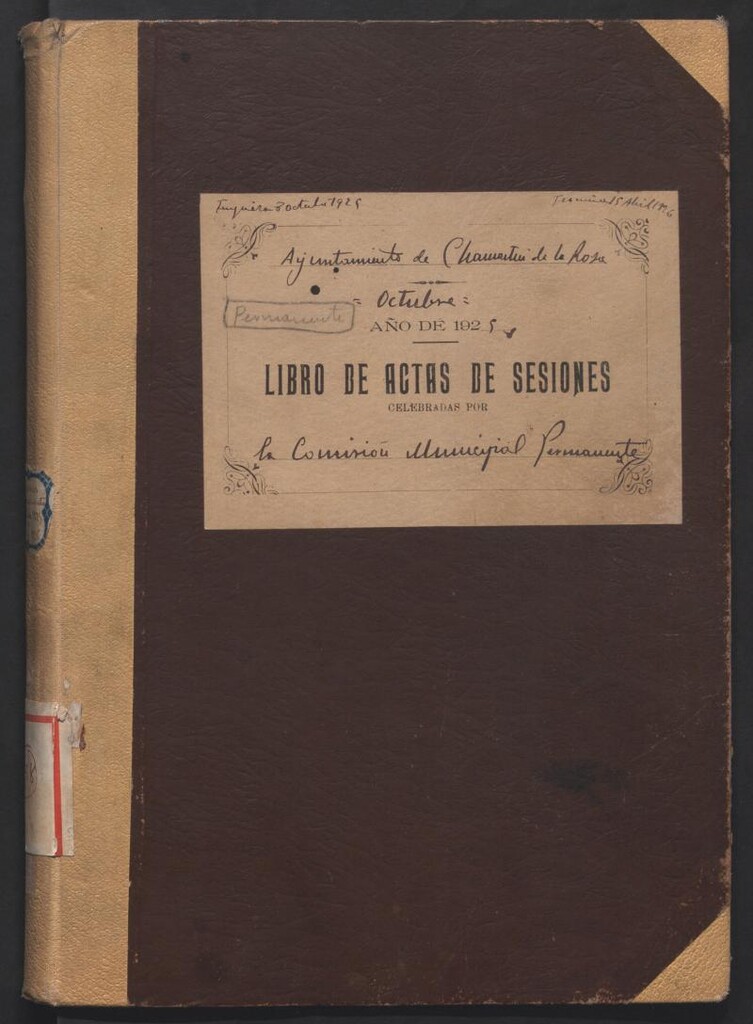 Empieza 3 octubre 1925
Termina 15 Abril 1926
Ayuntamiento de Chamartín de la Rosa
= Octubre =
Permanente
AÑO DE 1925
LIBRO DE ACTAS DE SESIONES
CELEBRADAS POR
la Comisión Municipal Permanente